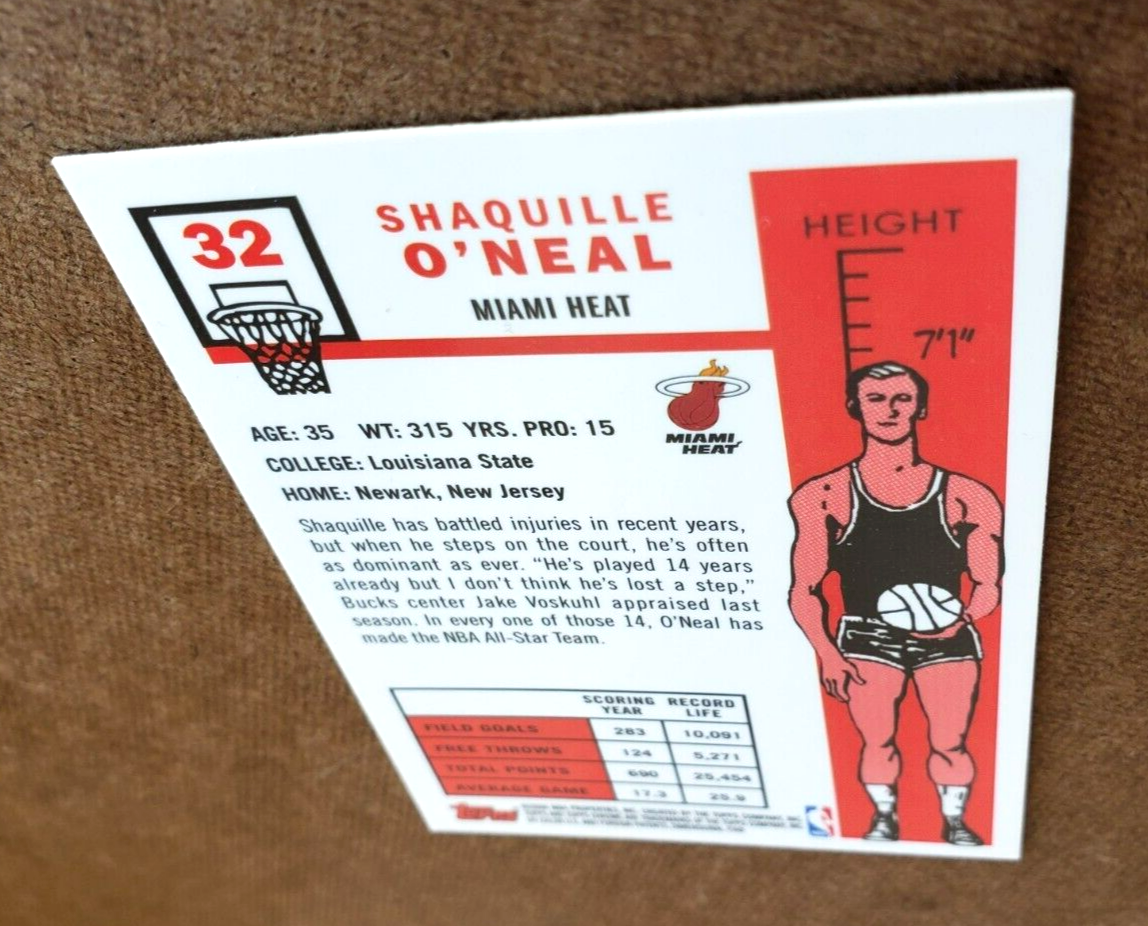 32
SHAQUILLE
O'NEAL
MIAMI HEAT
HEIGHT
7'1"
MIAMI
HEAT
AGE: 35 WT: 315 YRS. PRO: 15
COLLEGE: Louisiana State
HOME: Newark, New Jersey
Shaquille has battled injuries in recent years,
but when he steps on the court, he's often
as dominant as ever. "He's played 14 years
already but I don't think he's lost a step,"
Bucks center Jake Voskuhl appraised last
season. In every one of those 14, O'Neal has
made the NBA All-Star Team.
SCORING RECORD
YEAR LIFE
FIELD GOALS 283 10,091
FREE THROWS 124 5,271
TOTAL POINTS 690 25,454
AVERAGE GAME 17.3 25.9
Topps
NBA PROPERTIES, INC.